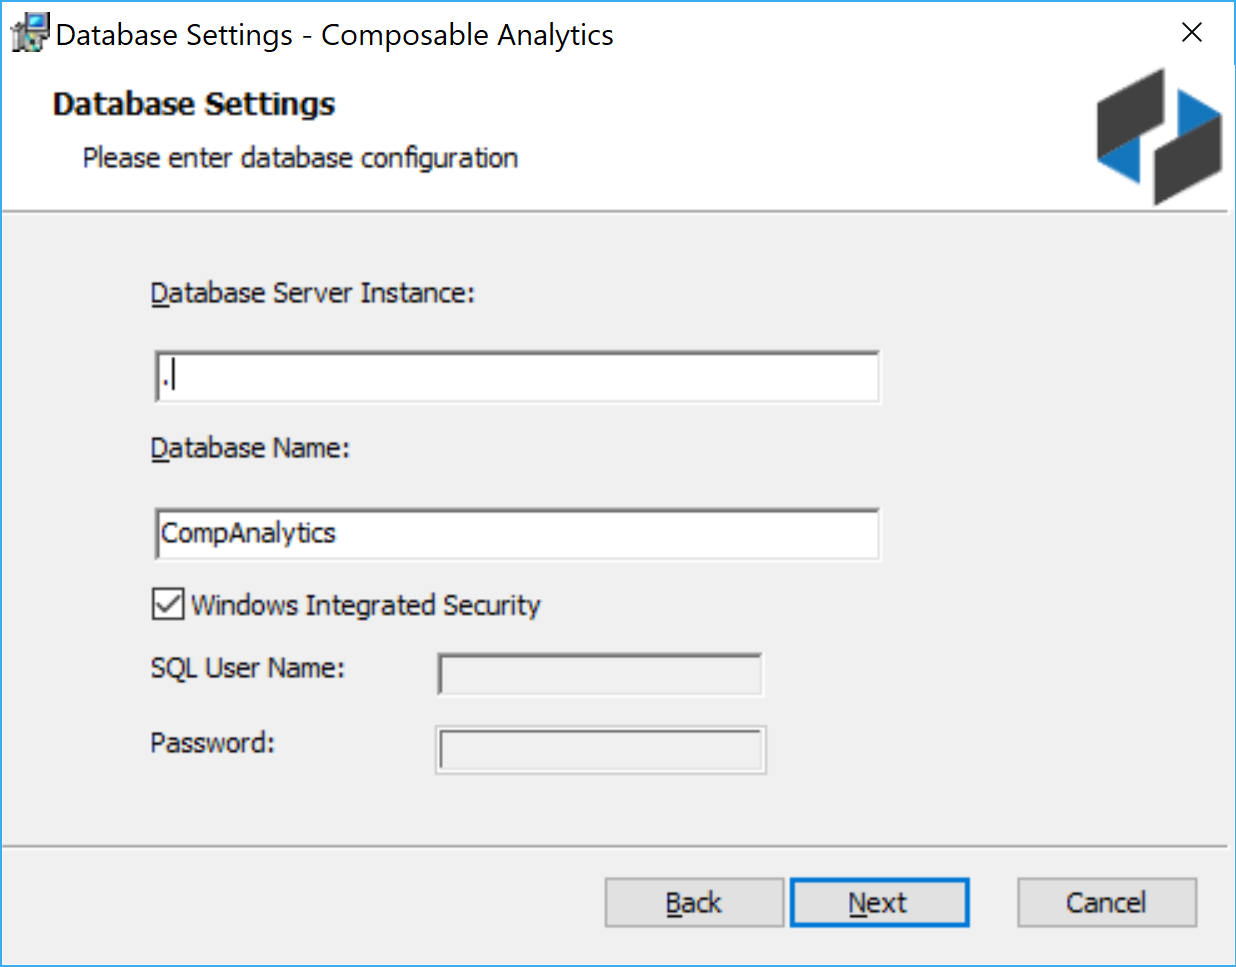 Database Settings - Composable Analytics
Database Settings
Please enter database configuration
Database Server Instance:
.
Database Name:
CompAnalytics
Windows Integrated Security
SQL User Name:
Password:
Back Next Cancel